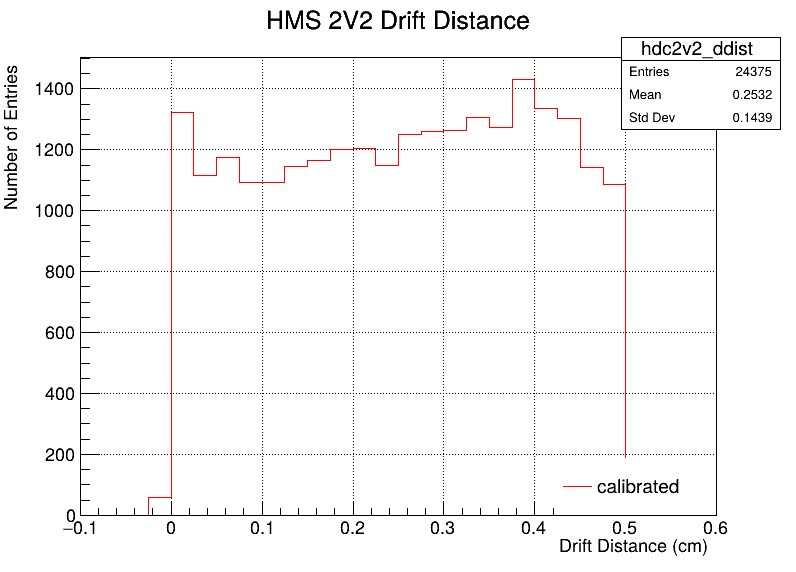 HMS 2V2 Drift Distance
hdc2v2_ddist
Entries 24375
Mean 0.2532
Std Dev 0.1439
Number of Entries
1400
1200
1000
800
600
400
200
0
−0.1 0 0.1 0.2 0.3 0.4 0.5 0.6
calibrated
Drift Distance (cm)